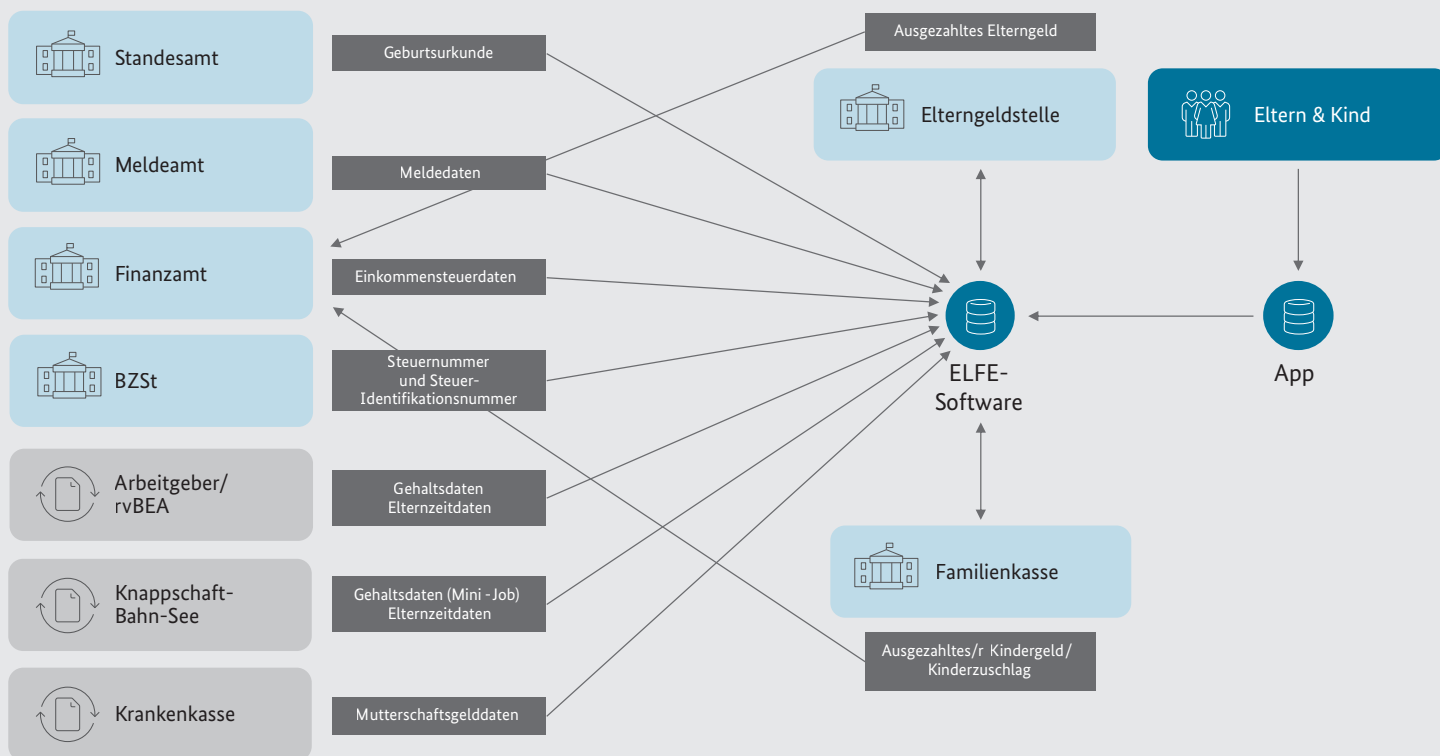 Standesamt
Geburtsurkunde
Ausgezahltes Elterngeld
Elterngeldstelle
Eltern & Kind
Meldeamt
Meldedaten
Finanzamt
Einkommensteuerdaten
BZSt
Steuernummer
und Steuer-
Identifikationsnummer
ELFE-
Software
App
Arbeitgeber/
rvBEA
Gehaltsdaten
Elternzeitdaten
Knappschaft-
Bahn-See
Gehaltsdaten (Mini -Job)
Elternzeitdaten
Familienkasse
Ausgezahltes/r Kindergeld/
Kinderzuschlag
Krankenkasse
Mutterschaftsgelddaten